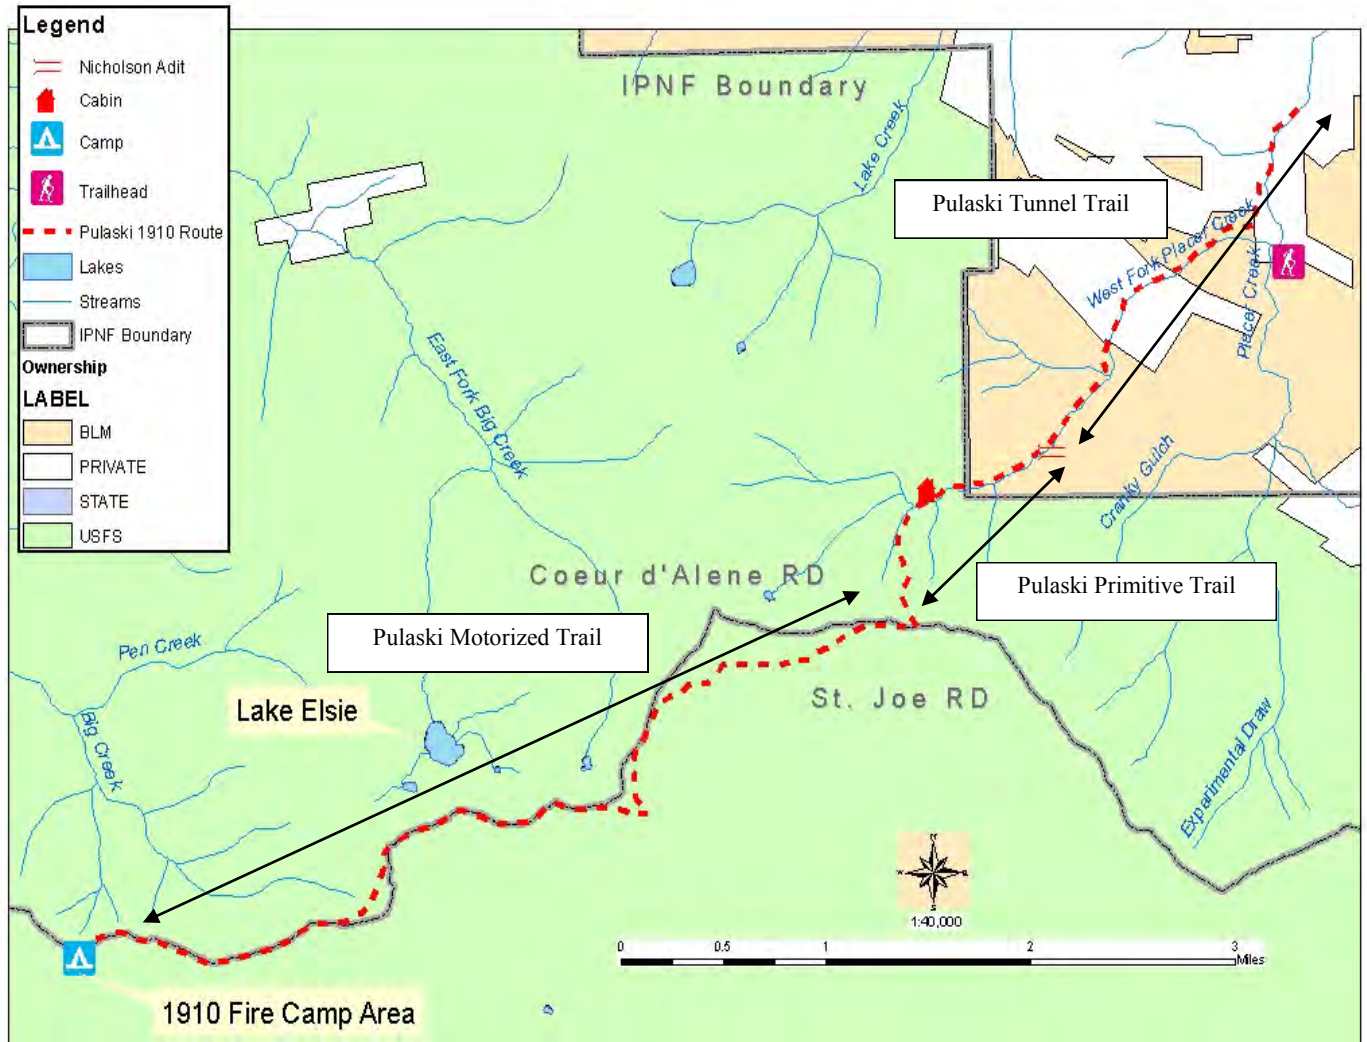 Legend
Nicholson Adit
Cabin
Camp
Trailhead
Pulaski 1910 Route
Lakes
Streams
IPNF Boundary
Ownership
LABEL
BLM
PRIVATE
STATE
USFS
IPNF Boundary
Lake Creek
Pulaski Tunnel Trail
West Fork Placer Creek
Placer Creek
East Fork Big Creek
Cranky Gulch
Coeur d'Alene RD
Pulaski Primitive Trail
Pulaski Motorized Trail
Pen Creek
Lake Elsie
St. Joe RD
Big Creek
Experimental Draw
N
W
E
S
1:40,000
0 0.5 1 2 3
Miles
1910 Fire Camp Area